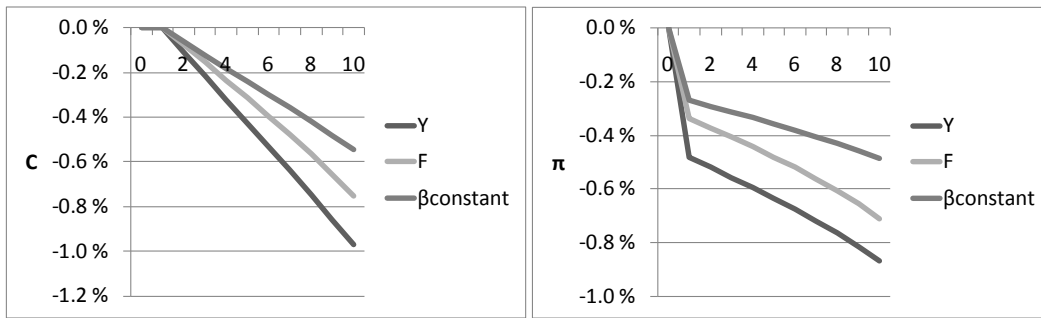 0.0 %
-0.2 %
-0.4 %
-0.6 %
-0.8 %
-1.0 %
-1.2 %
C
0 2 4 6 8 10
Y
F
βconstant
0.0 %
-0.2 %
-0.4 %
-0.6 %
-0.8 %
-1.0 %
π
0 2 4 6 8 10
Y
F
βconstant